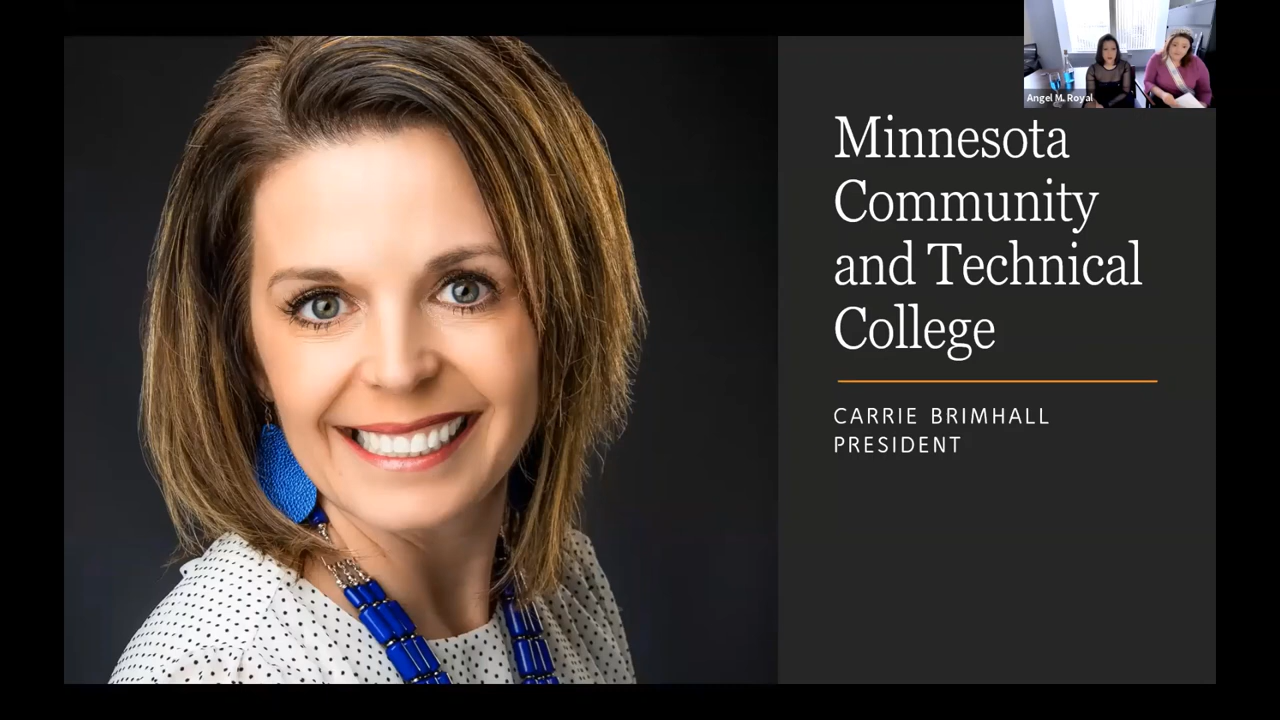 Angel M. Royal
Minnesota
Community
and Technical
College
CARRIE BRIMHALL
PRESIDENT